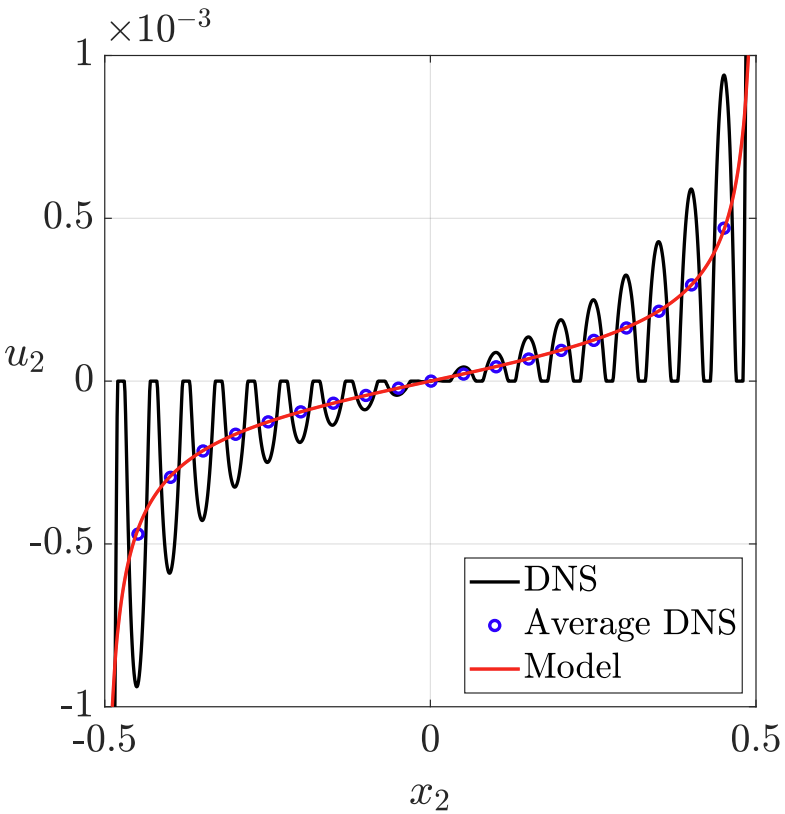 ×10⁻³
1
0.5
u₂
0
-0.5
-1
DNS
Average DNS
Model
-0.5 0 0.5
x₂